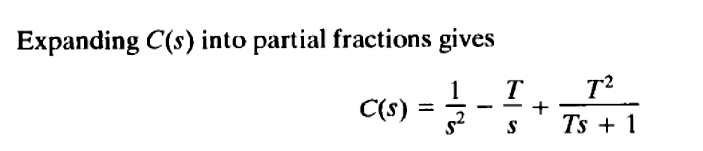 Expanding C(s) into partial fractions gives
C(s) = 1/s² − T/s + T²/(Ts + 1)